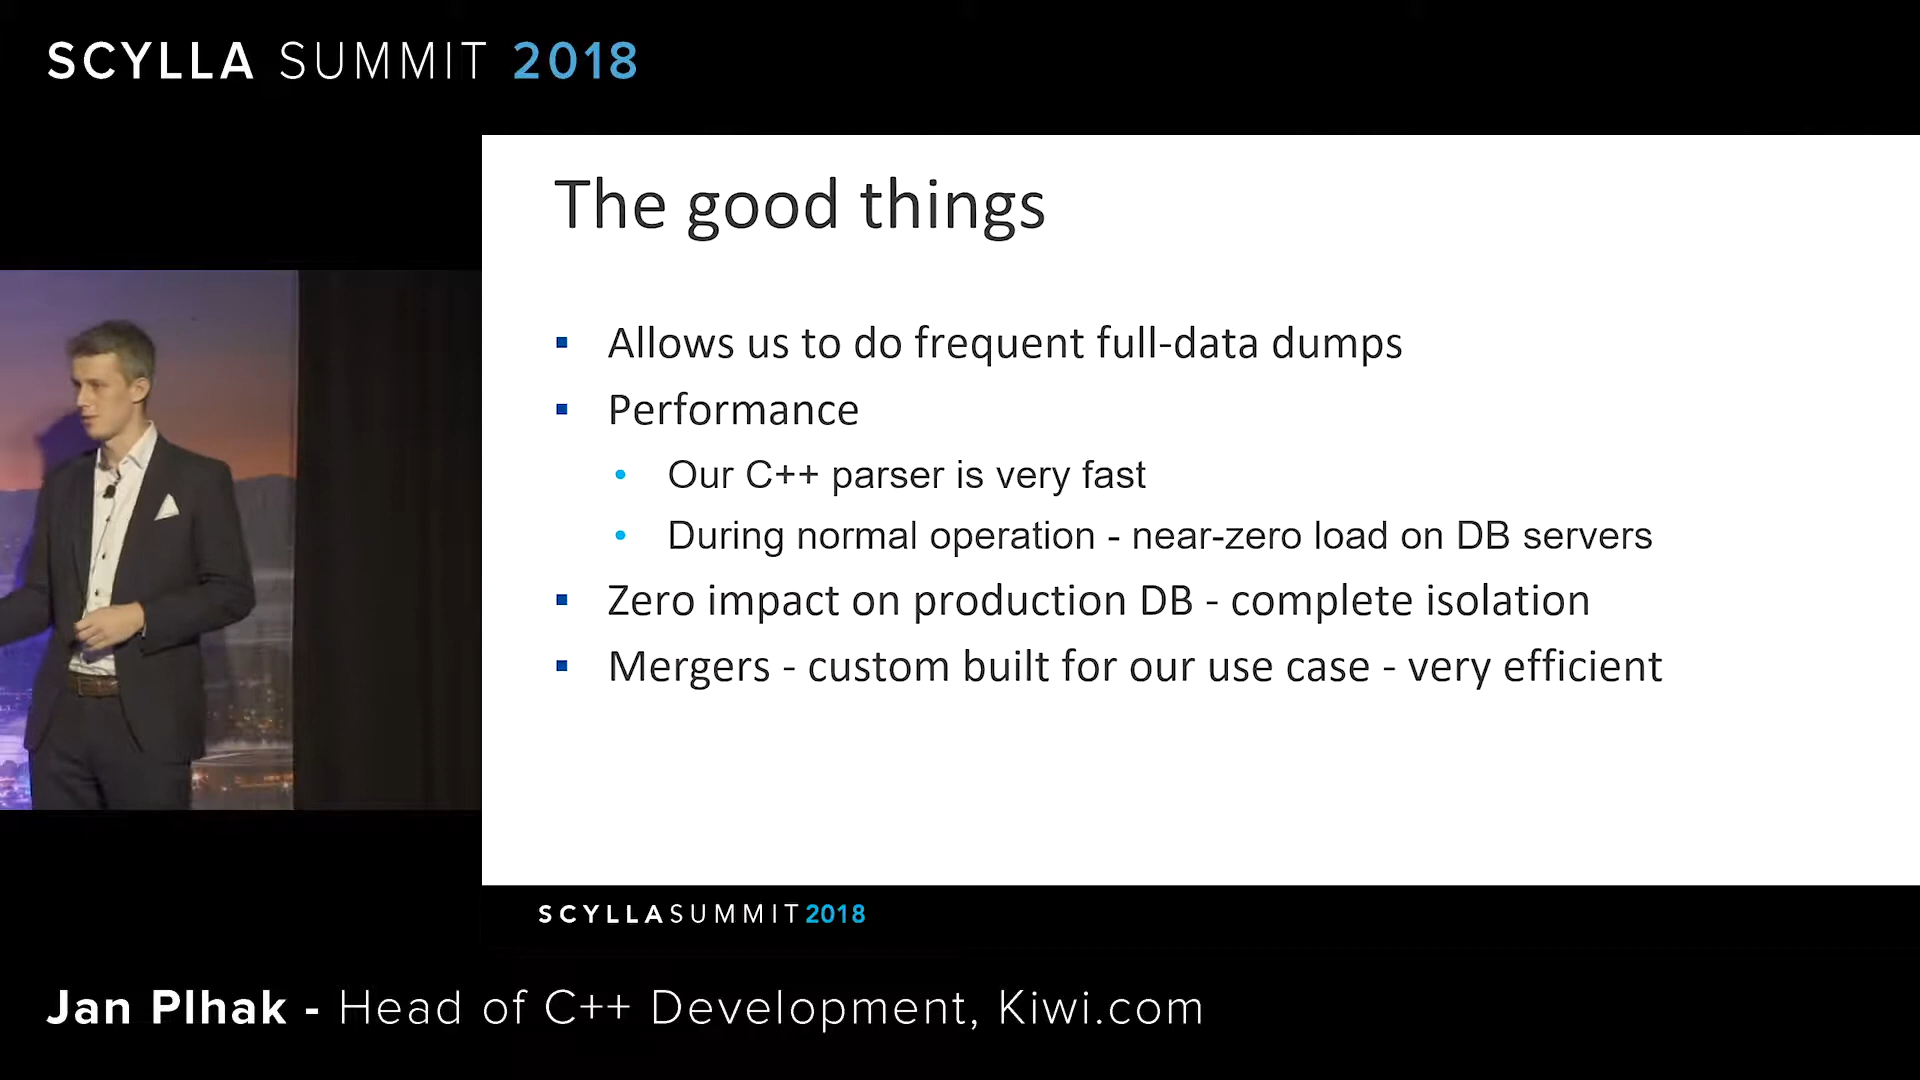 SCYLLA SUMMIT 2018
The good things
▪ Allows us to do frequent full-data dumps
▪ Performance
• Our C++ parser is very fast
• During normal operation - near-zero load on DB servers
▪ Zero impact on production DB - complete isolation
▪ Mergers - custom built for our use case - very efficient
SCYLLASUMMIT2018
Jan Plhak - Head of C++ Development, Kiwi.com